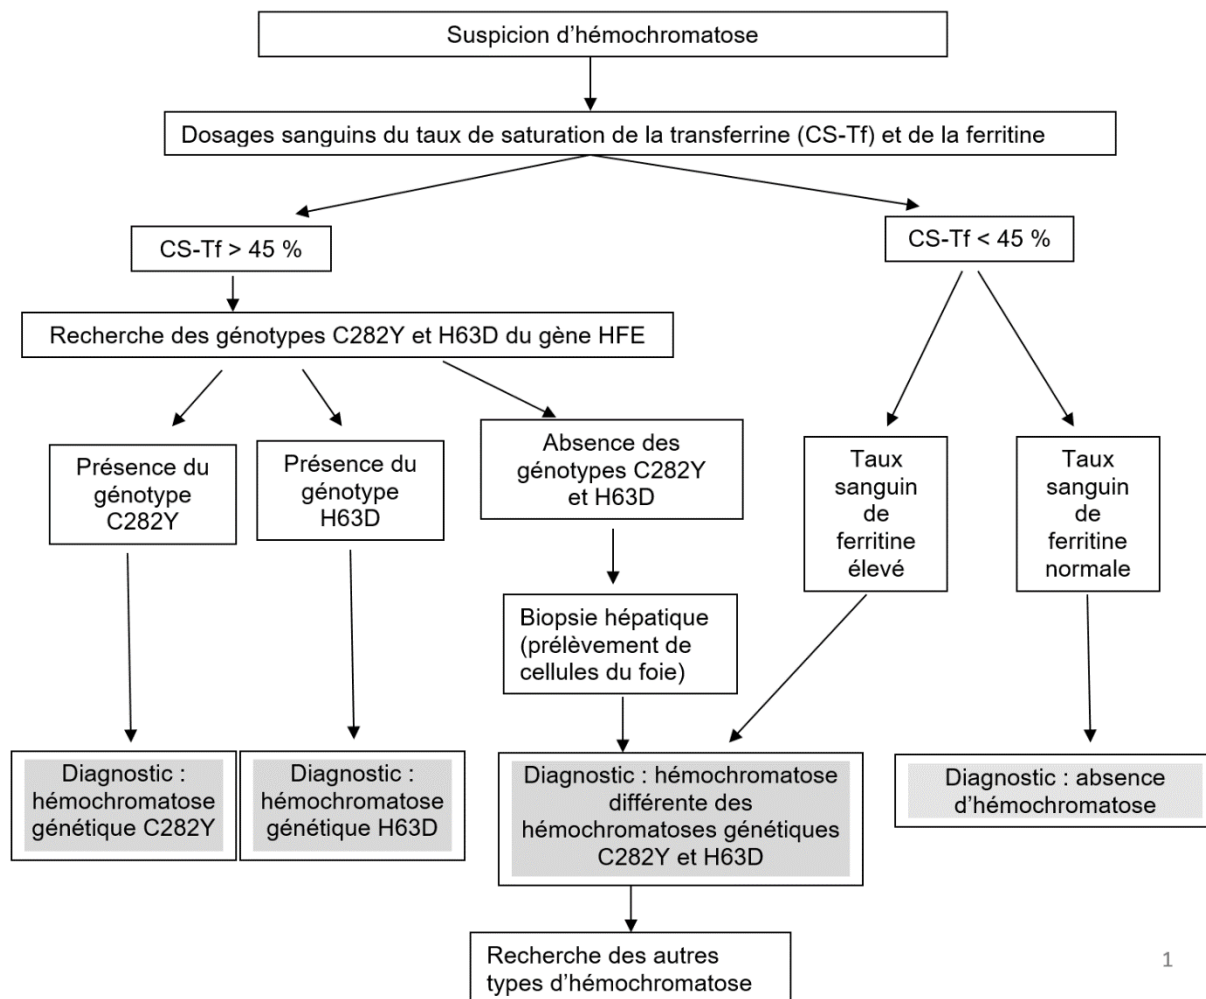 Suspicion d’hémochromatose
Dosages sanguins du taux de saturation de la transferrine (CS-Tf) et de la ferritine
CS-Tf > 45 %
CS-Tf < 45 %
Recherche des génotypes C282Y et H63D du gène HFE
Présence du
génotype
C282Y
Présence du
génotype
H63D
Absence des
génotypes C282Y
et H63D
Taux
sanguin
de
ferritine
élevé
Taux
sanguin
de
ferritine
normale
Biopsie hépatique
(prélèvement de
cellules du foie)
Diagnostic :
hémochromatose
génétique C282Y
Diagnostic :
hémochromatose
génétique H63D
Diagnostic : hémochromatose
différente des
hémochromatoses génétiques
C282Y et H63D
Diagnostic : absence
d’hémochromatose
Recherche des autres
types d’hémochromatose
1